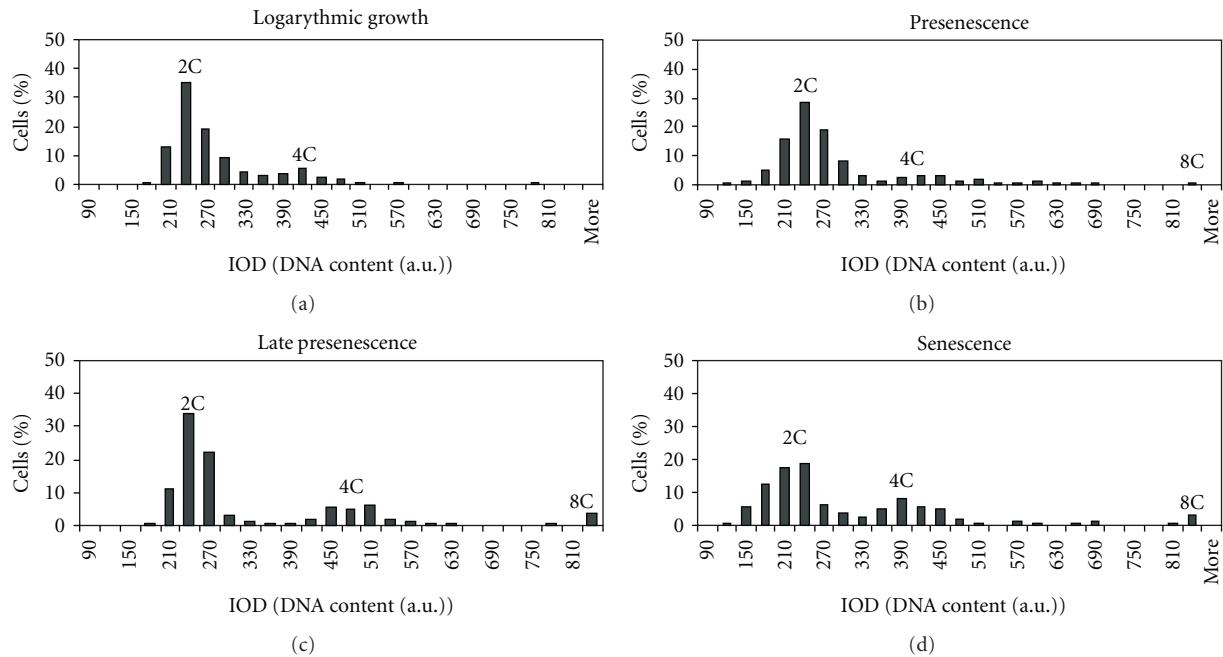 Logarythmic growth
50
40
30
20
10
0
Cells (%)
2C
4C
90
150
210
270
330
390
450
510
570
630
690
750
810
More
IOD (DNA content (a.u.))
(a)
Presenescence
50
40
30
20
10
0
Cells (%)
2C
4C
8C
90
150
210
270
330
390
450
510
570
630
690
750
810
More
IOD (DNA content (a.u.))
(b)
Late presenescence
50
40
30
20
10
0
Cells (%)
2C
4C
8C
90
150
210
270
330
390
450
510
570
630
690
750
810
IOD (DNA content (a.u.))
(c)
Senescence
50
40
30
20
10
0
Cells (%)
2C
4C
8C
90
150
210
270
330
390
450
510
570
630
690
750
810
More
IOD (DNA content (a.u.))
(d)